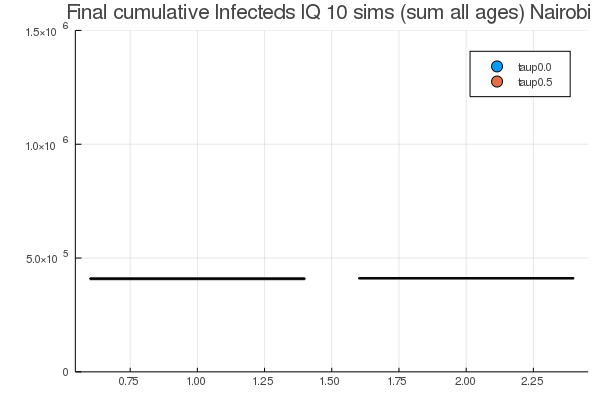 Final cumulative Infecteds IQ 10 sims (sum all ages) Nairobi
1.5×10⁶
taup0.0
taup0.5
1.0×10⁶
5.0×10⁵
0
0.75 1.00 1.25 1.50 1.75 2.00 2.25